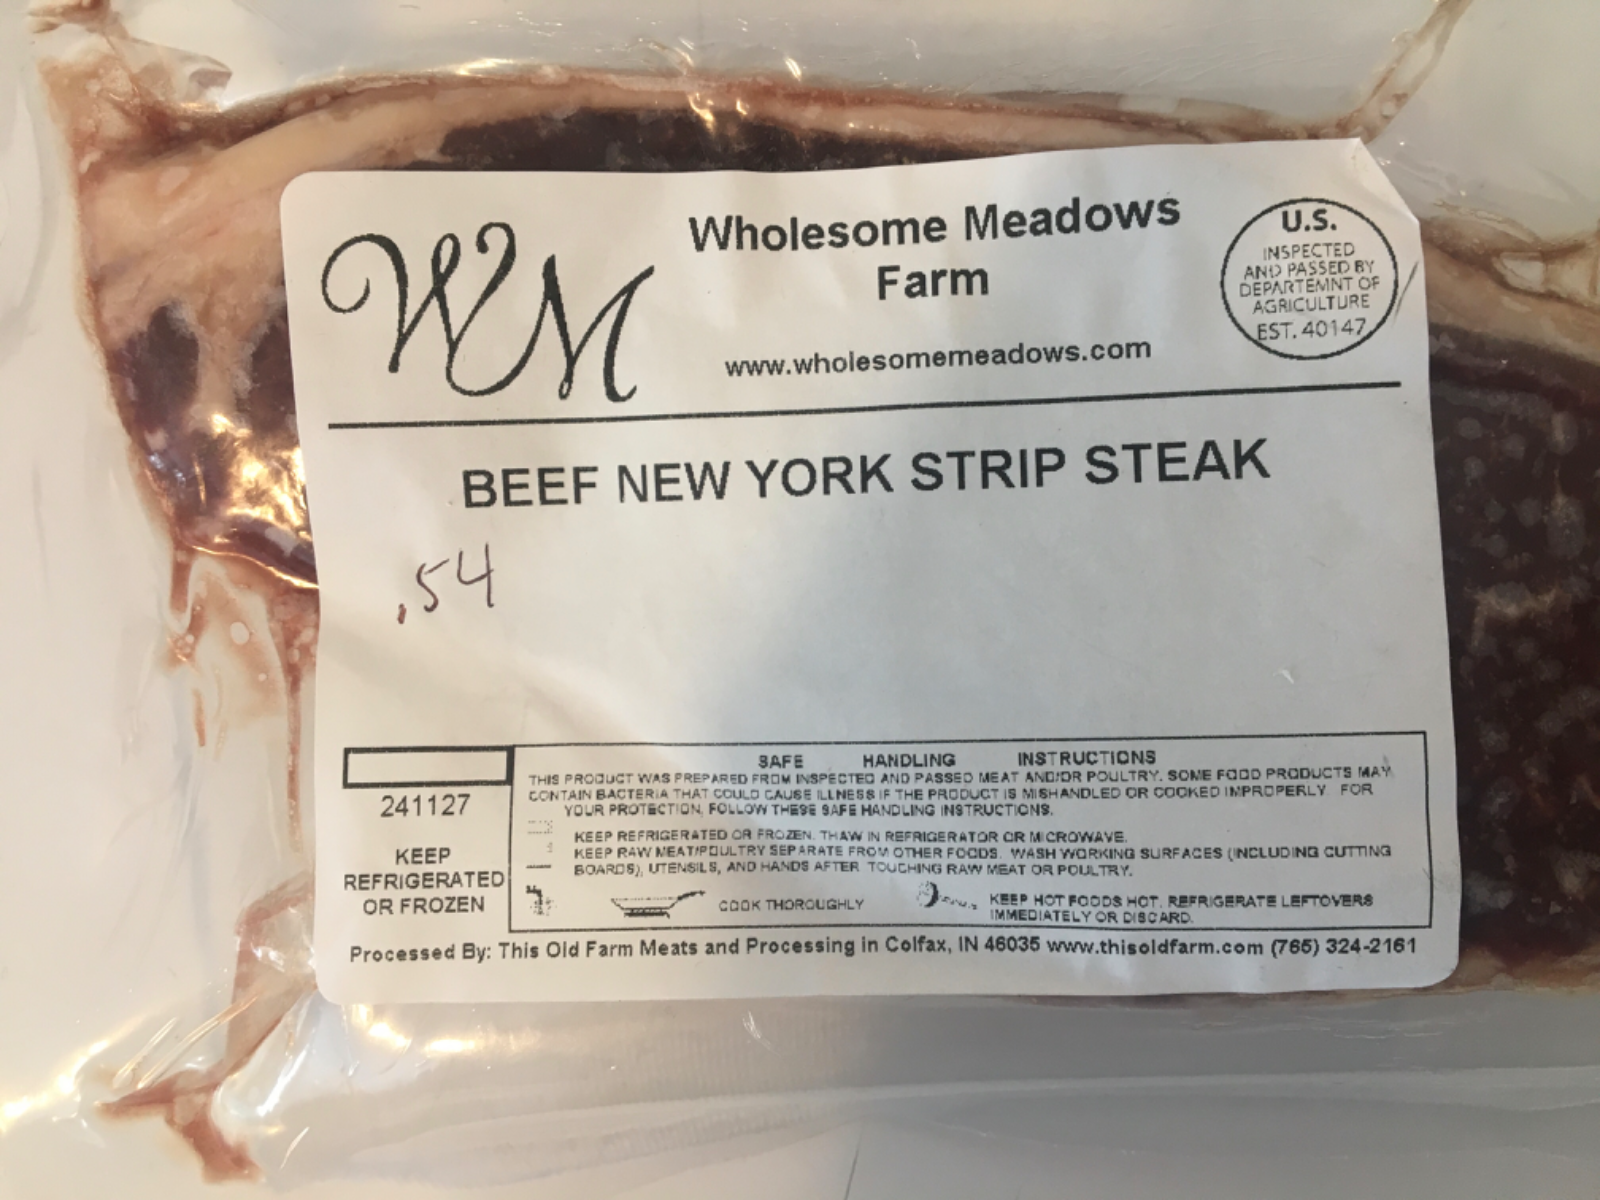 WM
Wholesome Meadows
Farm
www.wholesomemeadows.com
U.S.
INSPECTED
AND PASSED BY
DEPARTEMNT OF
AGRICULTURE
EST. 40147
BEEF NEW YORK STRIP STEAK
.54
241127
KEEP
REFRIGERATED
OR FROZEN
SAFE HANDLING INSTRUCTIONS
THIS PRODUCT WAS PREPARED FROM INSPECTED AND PASSED MEAT AND/OR POULTRY. SOME FOOD PRODUCTS MAY
CONTAIN BACTERIA THAT COULD CAUSE ILLNESS IF THE PRODUCT IS MISHANDLED OR COOKED IMPROPERLY FOR
YOUR PROTECTION, FOLLOW THESE SAFE HANDLING INSTRUCTIONS.
KEEP REFRIGERATED OR FROZEN. THAW IN REFRIGERATOR OR MICROWAVE.
KEEP RAW MEAT/POULTRY SEPARATE FROM OTHER FOODS. WASH WORKING SURFACES (INCLUDING CUTTING
BOARDS), UTENSILS, AND HANDS AFTER TOUCHING RAW MEAT OR POULTRY.
COOK THOROUGHLY
KEEP HOT FOODS HOT. REFRIGERATE LEFTOVERS
IMMEDIATELY OR DISCARD.
Processed By: This Old Farm Meats and Processing in Colfax, IN 46035 www.thisoldfarm.com (765) 324-2161